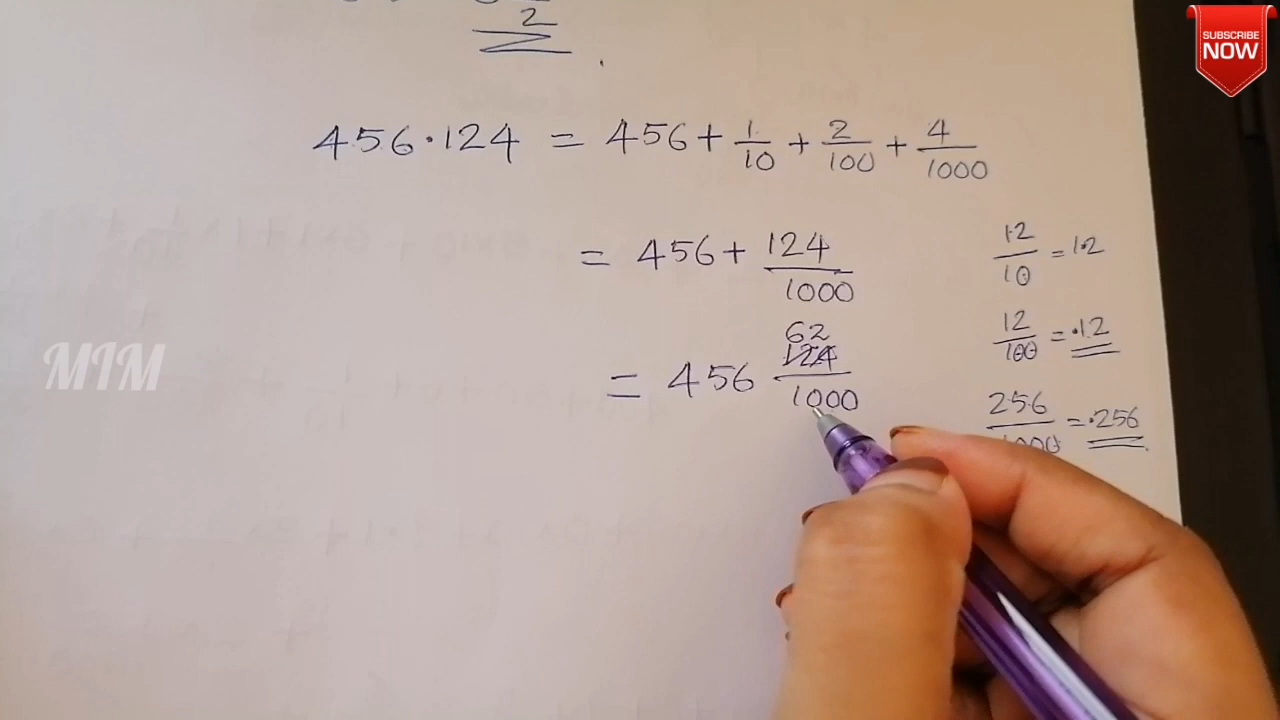 2
456.124 = 456 + 1/10 + 2/100 + 4/1000
= 456 + 124/1000
= 456 62 124/1000
12/10 = 1.2
12/100 = .12
256/1000 = .256
MIM
SUBSCRIBE
NOW